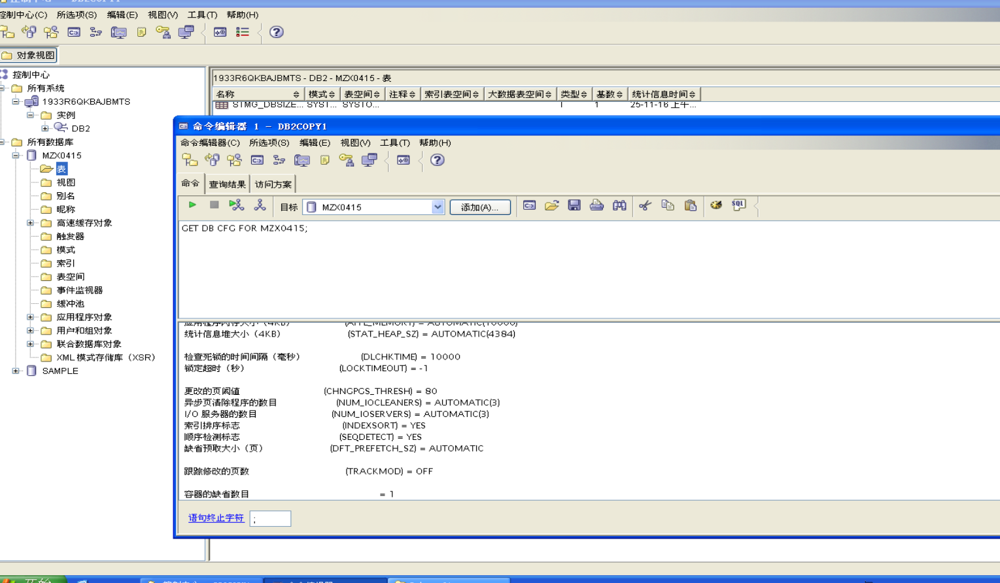 控制中心(C) 所选项(S) 编辑(E) 视图(V) 工具(T) 帮助(H)
对象视图
控制中心
所有系统
1933R6QKBAJBMTS
实例
DB2
所有数据库
MZX0415
表
视图
别名
昵称
高速缓存对象
触发器
模式
索引
表空间
事件监视器
缓冲池
应用程序对象
用户和组对象
联合数据库对象
XML 模式存储库（XSR）
SAMPLE
1933R6QKBAJBMTS - DB2 - MZX0415 - 表
名称 模式 表空间 注释 索引表空间 大数据表空间 类型 基数 统计信息时间
STMG_DBSIZE... SYST... SYSTO... 1 25-11-16 上午...
命令编辑器 1 - DB2COPY1
命令编辑器(C) 所选项(S) 编辑(E) 视图(V) 工具(T) 帮助(H)
命令 查询结果 访问方案
目标 MZX0415 添加(A)...
GET DB CFG FOR MZX0415;
应用程序内存大小（4KB） = AUTOMATIC(10000)
统计信息堆大小（4KB） (STAT_HEAP_SZ) = AUTOMATIC(4384)
检查死锁的时间间隔（毫秒） (DLCHKTIME) = 10000
锁定超时（秒） (LOCKTIMEOUT) = -1
更改的页阈值 (CHNGPGS_THRESH) = 80
异步页清除程序的数目 (NUM_IOCLEANERS) = AUTOMATIC(3)
I/O 服务器的数目 (NUM_IOSERVERS) = AUTOMATIC(3)
索引排序标志 (INDEXSORT) = YES
顺序检测标志 (SEQDETECT) = YES
缺省预取大小（页） (DFT_PREFETCH_SZ) = AUTOMATIC
跟踪修改的页数 (TRACKMOD) = OFF
容器的缺省数目 = 1
语句终止字符 ;
开始